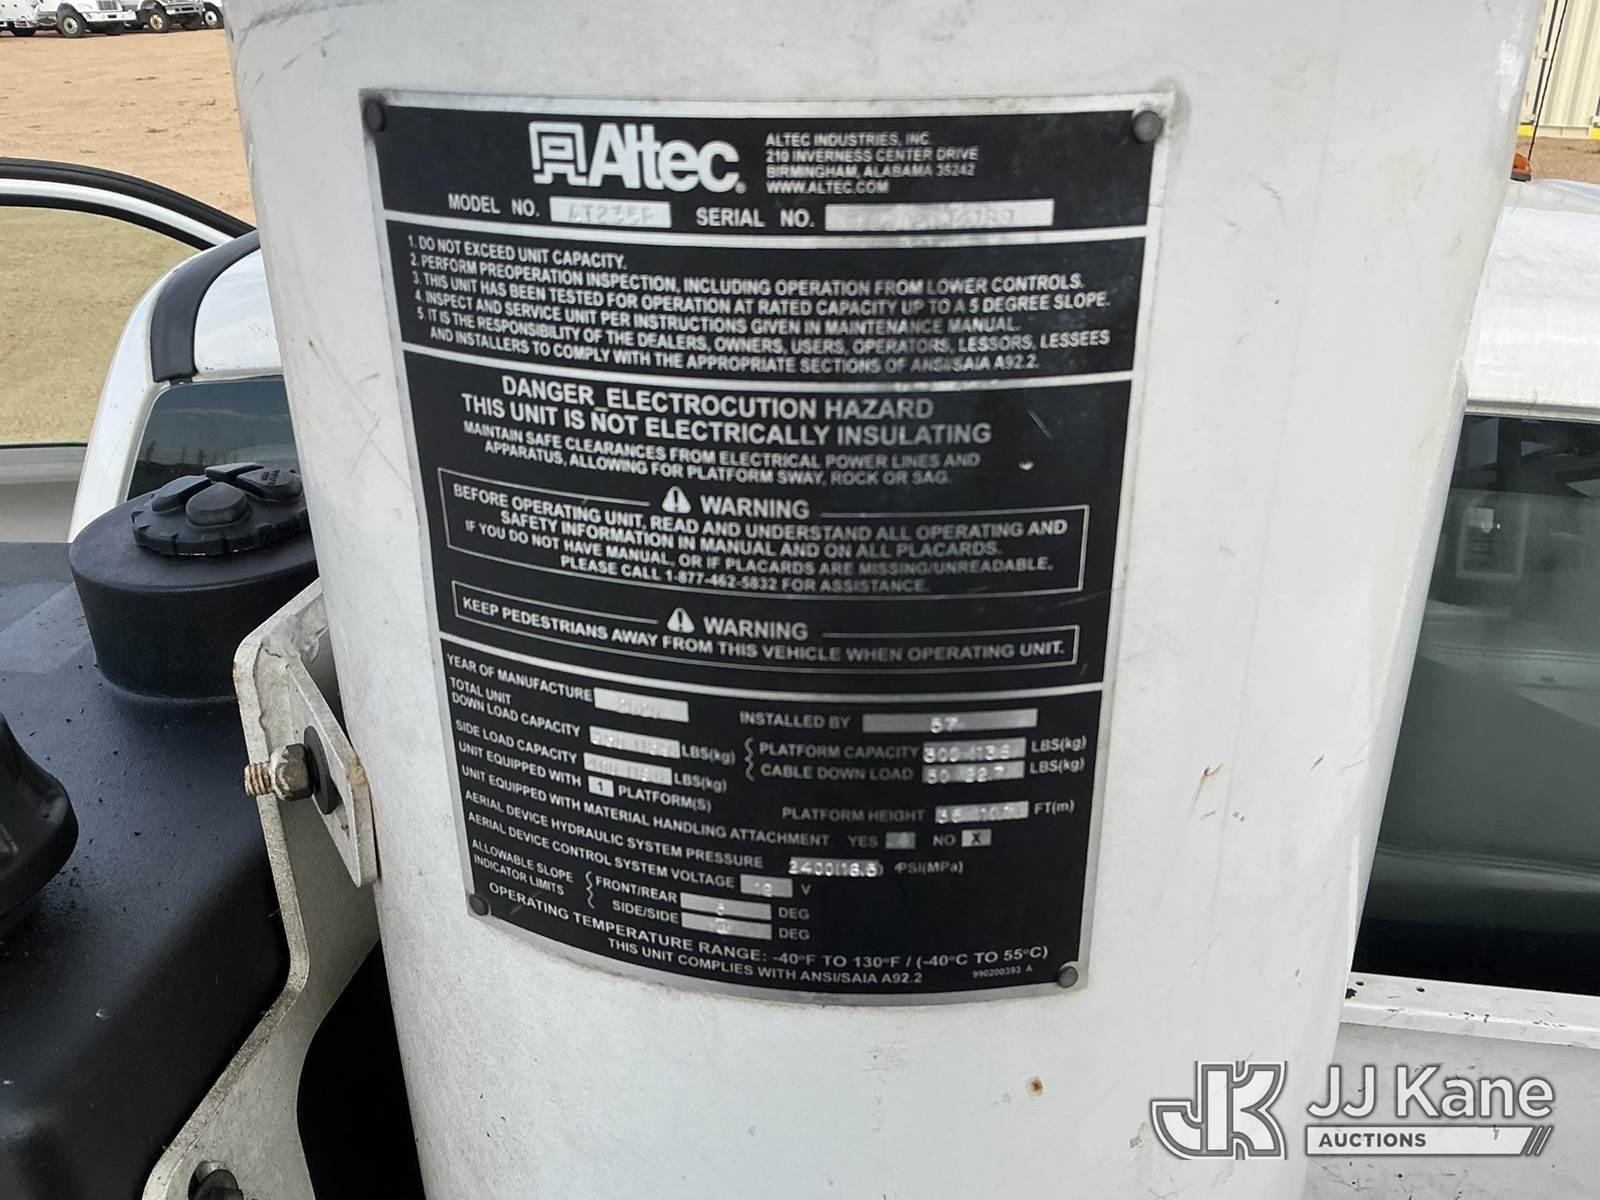 Altec
ALTEC INDUSTRIES, INC
210 INVERNESS CENTER DRIVE
BIRMINGHAM, ALABAMA 35242
WWW.ALTEC.COM
MODEL NO. AT235P SERIAL NO.
1. DO NOT EXCEED UNIT CAPACITY.
2. PERFORM PREOPERATION INSPECTION, INCLUDING OPERATION FROM LOWER CONTROLS.
3. THIS UNIT HAS BEEN TESTED FOR OPERATION AT RATED CAPACITY UP TO A 5 DEGREE SLOPE.
4. INSPECT AND SERVICE UNIT PER INSTRUCTIONS GIVEN IN MAINTENANCE MANUAL.
5. IT IS THE RESPONSIBILITY OF THE DEALERS, OWNERS, USERS, OPERATORS, LESSORS, LESSEES
AND INSTALLERS TO COMPLY WITH THE APPROPRIATE SECTIONS OF ANSI/SAIA A92.2.
DANGER ELECTROCUTION HAZARD
THIS UNIT IS NOT ELECTRICALLY INSULATING
MAINTAIN SAFE CLEARANCES FROM ELECTRICAL POWER LINES AND
APPARATUS, ALLOWING FOR PLATFORM SWAY, ROCK OR SAG.
WARNING
BEFORE OPERATING UNIT, READ AND UNDERSTAND ALL OPERATING AND
SAFETY INFORMATION IN MANUAL AND ON ALL PLACARDS.
IF YOU DO NOT HAVE MANUAL, OR IF PLACARDS ARE MISSING/UNREADABLE,
PLEASE CALL 1-877-462-5832 FOR ASSISTANCE.
WARNING
KEEP PEDESTRIANS AWAY FROM THIS VEHICLE WHEN OPERATING UNIT.
YEAR OF MANUFACTURE 2020 INSTALLED BY 57
TOTAL UNIT
DOWN LOAD CAPACITY LBS(kg) PLATFORM CAPACITY 300 (136 LBS(kg)
SIDE LOAD CAPACITY LBS(kg) CABLE DOWN LOAD 50 (22.7 LBS(kg)
UNIT EQUIPPED WITH 1 PLATFORM(S) PLATFORM HEIGHT FT(m)
UNIT EQUIPPED WITH MATERIAL HANDLING ATTACHMENT YES NO X
AERIAL DEVICE HYDRAULIC SYSTEM PRESSURE 2400(16.5) PSI(MPa)
AERIAL DEVICE CONTROL SYSTEM VOLTAGE 12 V
ALLOWABLE SLOPE
INDICATOR LIMITS
FRONT/REAR 5 DEG
SIDE/SIDE DEG
OPERATING TEMPERATURE RANGE: -40°F TO 130°F / (-40°C TO 55°C)
THIS UNIT COMPLIES WITH ANSI/SAIA A92.2 990200393 A
JK JJ Kane
AUCTIONS